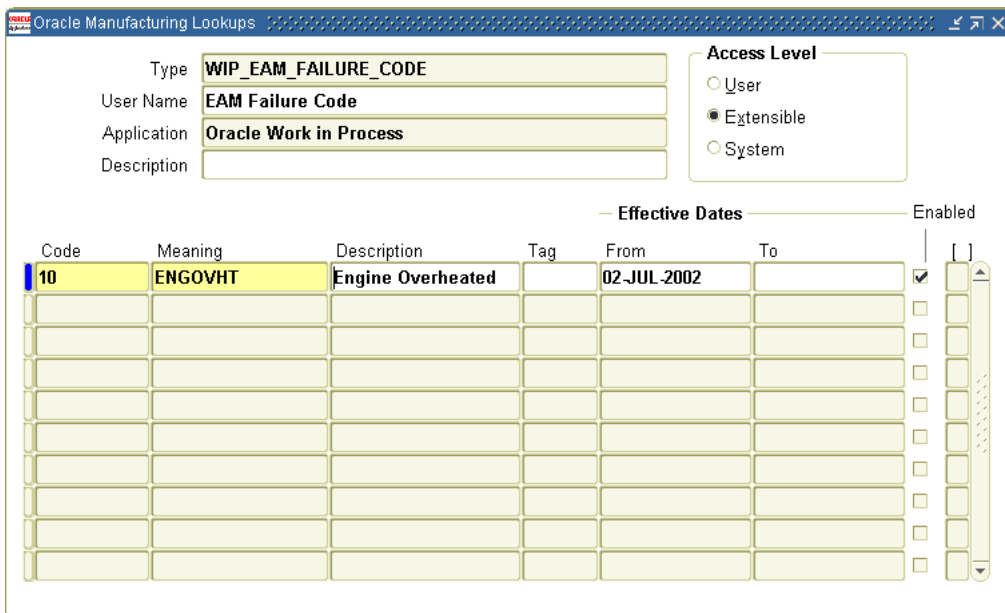 Oracle Manufacturing Lookups
Type WIP_EAM_FAILURE_CODE
User Name EAM Failure Code
Application Oracle Work in Process
Description
Access Level
User
Extensible
System
Effective Dates Enabled
Code Meaning Description Tag From To [ ]
10 ENGOVHT Engine Overheated 02-JUL-2002